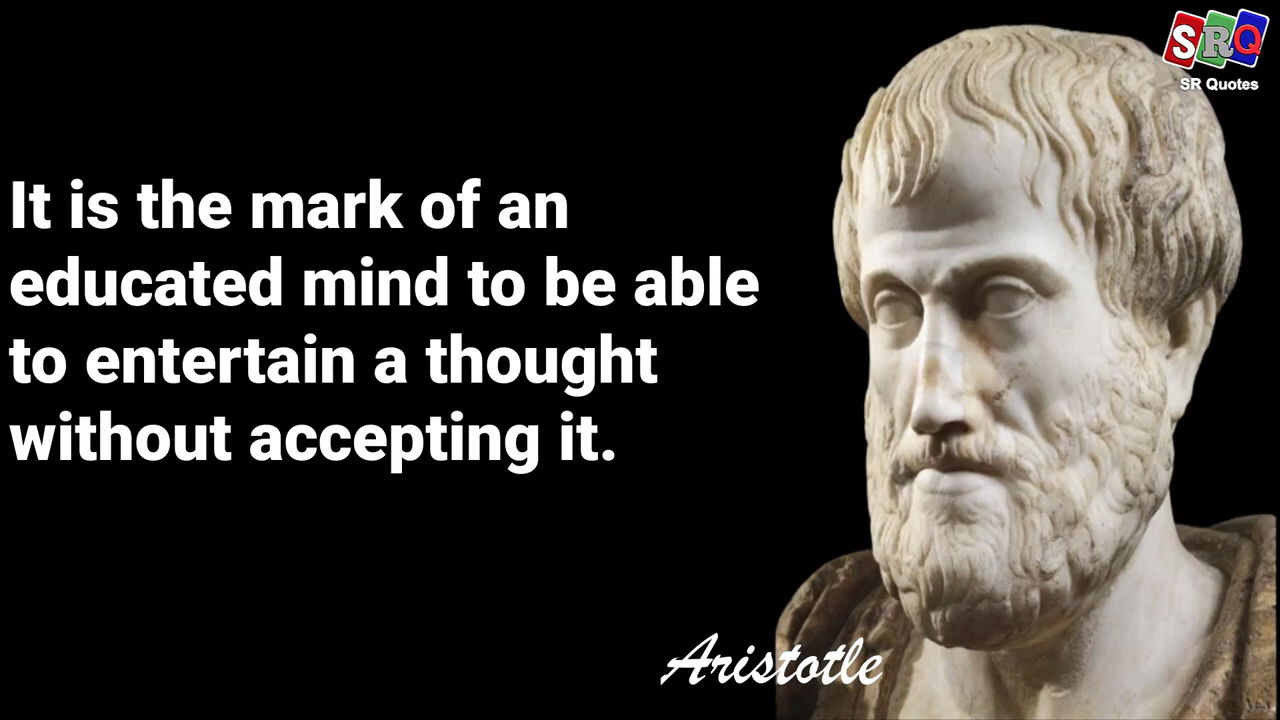 SRQ
SR Quotes
It is the mark of an
educated mind to be able
to entertain a thought
without accepting it.
Aristotle